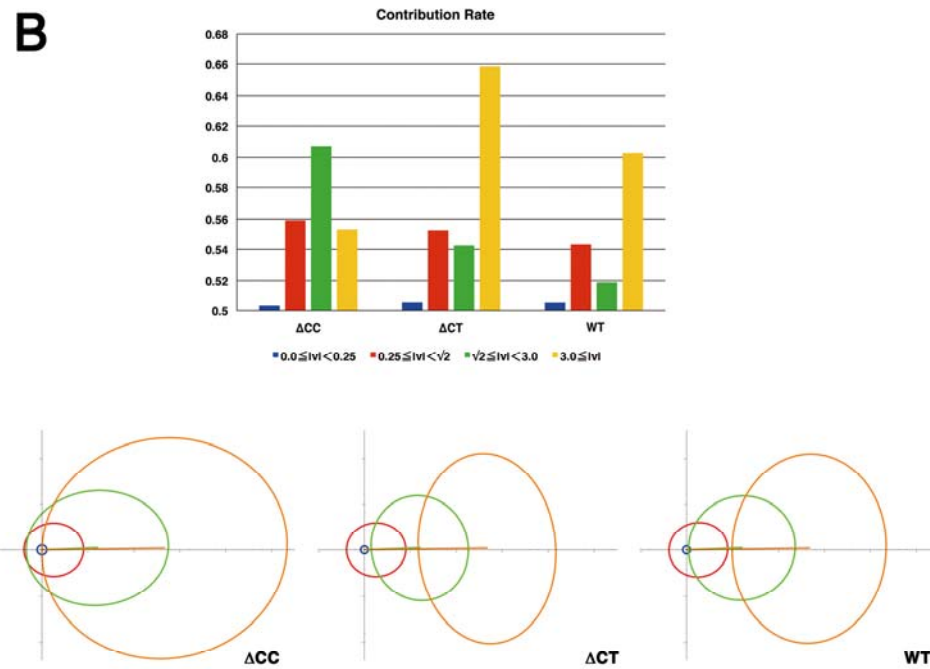 B
Contribution Rate
0.68
0.66
0.64
0.62
0.6
0.58
0.56
0.54
0.52
0.5
ΔCC ΔCT WT
0.0≦|v|<0.25 0.25≦|v|<√2 √2≦|v|<3.0 3.0≦|v|
ΔCC ΔCT WT